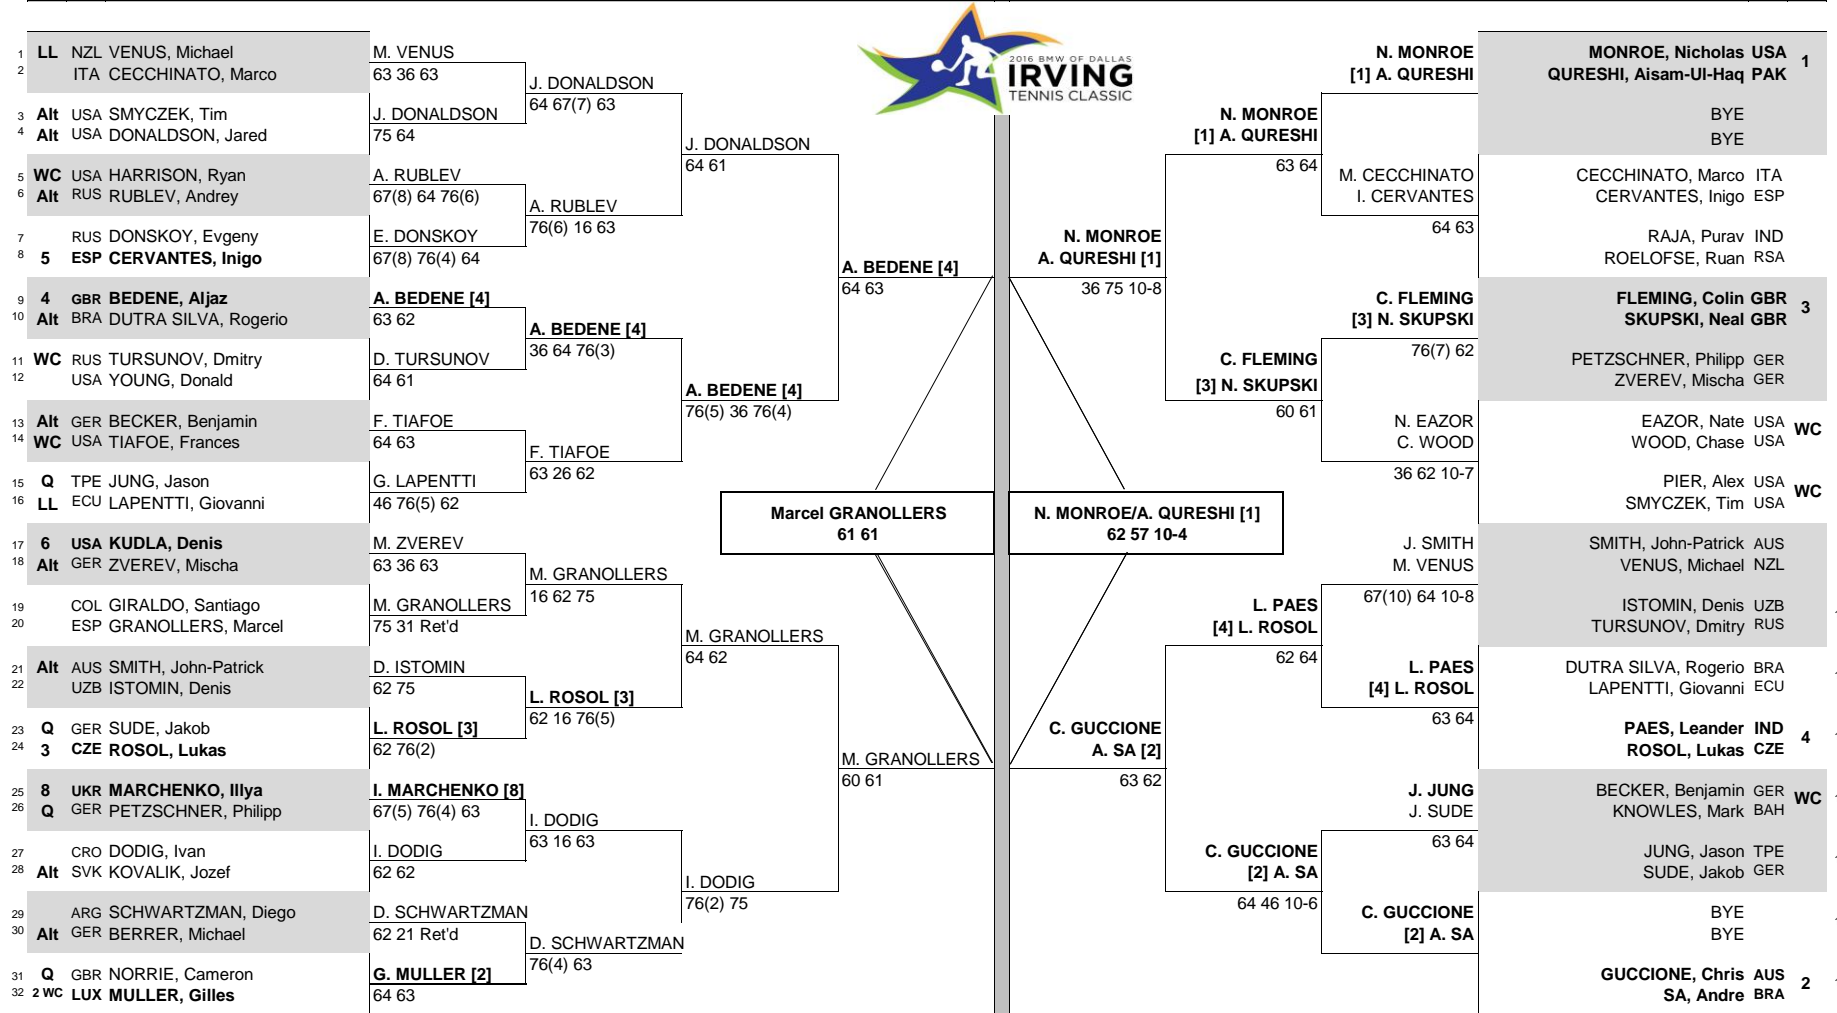 2016 BMW OF DALLAS
IRVING
TENNIS CLASSIC
1 LL NZL VENUS, Michael
2 ITA CECCHINATO, Marco
3 Alt USA SMYCZEK, Tim
4 Alt USA DONALDSON, Jared
5 WC USA HARRISON, Ryan
6 Alt RUS RUBLEV, Andrey
7 RUS DONSKOY, Evgeny
8 5 ESP CERVANTES, Inigo
9 4 GBR BEDENE, Aljaz
10 Alt BRA DUTRA SILVA, Rogerio
11 WC RUS TURSUNOV, Dmitry
12 USA YOUNG, Donald
13 Alt GER BECKER, Benjamin
14 WC USA TIAFOE, Frances
15 Q TPE JUNG, Jason
16 LL ECU LAPENTTI, Giovanni
17 6 USA KUDLA, Denis
18 Alt GER ZVEREV, Mischa
19 COL GIRALDO, Santiago
20 ESP GRANOLLERS, Marcel
21 Alt AUS SMITH, John-Patrick
22 UZB ISTOMIN, Denis
23 Q GER SUDE, Jakob
24 3 CZE ROSOL, Lukas
25 8 UKR MARCHENKO, Illya
26 Q GER PETZSCHNER, Philipp
27 CRO DODIG, Ivan
28 Alt SVK KOVALIK, Jozef
29 ARG SCHWARTZMAN, Diego
30 Alt GER BERRER, Michael
31 Q GBR NORRIE, Cameron
32 2 WC LUX MULLER, Gilles
M. VENUS
63 36 63
J. DONALDSON
75 64
A. RUBLEV
67(8) 64 76(6)
E. DONSKOY
67(8) 76(4) 64
A. BEDENE [4]
63 62
D. TURSUNOV
64 61
F. TIAFOE
64 63
G. LAPENTTI
46 76(5) 62
M. ZVEREV
63 36 63
M. GRANOLLERS
75 31 Ret'd
D. ISTOMIN
62 75
L. ROSOL [3]
62 76(2)
I. MARCHENKO [8]
67(5) 76(4) 63
I. DODIG
62 62
D. SCHWARTZMAN
62 21 Ret'd
G. MULLER [2]
64 63
J. DONALDSON
64 67(7) 63
A. RUBLEV
76(6) 16 63
A. BEDENE [4]
36 64 76(3)
F. TIAFOE
63 26 62
M. GRANOLLERS
16 62 75
L. ROSOL [3]
62 16 76(5)
I. DODIG
63 16 63
D. SCHWARTZMAN
76(4) 63
J. DONALDSON
64 61
A. BEDENE [4]
76(5) 36 76(4)
M. GRANOLLERS
64 62
I. DODIG
76(2) 75
A. BEDENE [4]
64 63
M. GRANOLLERS
60 61
Marcel GRANOLLERS
61 61
N. MONROE/A. QURESHI [1]
62 57 10-4
N. MONROE
A. QURESHI [1]
36 75 10-8
C. GUCCIONE
A. SA [2]
63 62
N. MONROE
[1] A. QURESHI
63 64
C. FLEMING
[3] N. SKUPSKI
60 61
L. PAES
[4] L. ROSOL
62 64
C. GUCCIONE
[2] A. SA
64 46 10-6
N. MONROE
[1] A. QURESHI
M. CECCHINATO
I. CERVANTES
64 63
C. FLEMING
[3] N. SKUPSKI
76(7) 62
N. EAZOR
C. WOOD
36 62 10-7
J. SMITH
M. VENUS
67(10) 64 10-8
L. PAES
[4] L. ROSOL
63 64
J. JUNG
J. SUDE
63 64
C. GUCCIONE
[2] A. SA
MONROE, Nicholas USA 1
QURESHI, Aisam-Ul-Haq PAK
BYE
BYE
CECCHINATO, Marco ITA
CERVANTES, Inigo ESP
RAJA, Purav IND
ROELOFSE, Ruan RSA
FLEMING, Colin GBR 3
SKUPSKI, Neal GBR
PETZSCHNER, Philipp GER
ZVEREV, Mischa GER
EAZOR, Nate USA WC
WOOD, Chase USA
PIER, Alex USA WC
SMYCZEK, Tim USA
SMITH, John-Patrick AUS
VENUS, Michael NZL
ISTOMIN, Denis UZB
TURSUNOV, Dmitry RUS
DUTRA SILVA, Rogerio BRA
LAPENTTI, Giovanni ECU
PAES, Leander IND 4
ROSOL, Lukas CZE
BECKER, Benjamin GER WC
KNOWLES, Mark BAH
JUNG, Jason TPE
SUDE, Jakob GER
BYE
BYE
GUCCIONE, Chris AUS 2
SA, Andre BRA